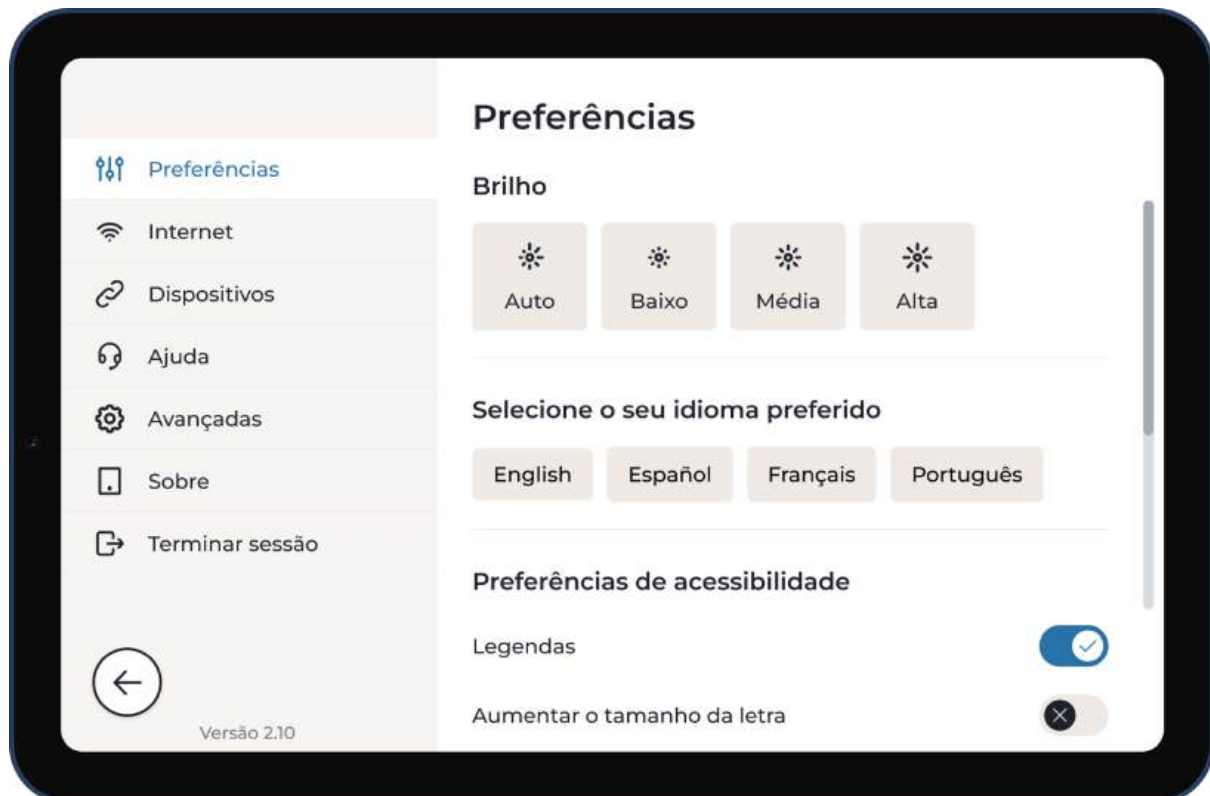 Preferências
Internet
Dispositivos
Ajuda
Avançadas
Sobre
Terminar sessão
Versão 2.10
Preferências
Brilho
Auto Baixo Média Alta
Selecione o seu idioma preferido
English Español Français Português
Preferências de acessibilidade
Legendas
Aumentar o tamanho da letra